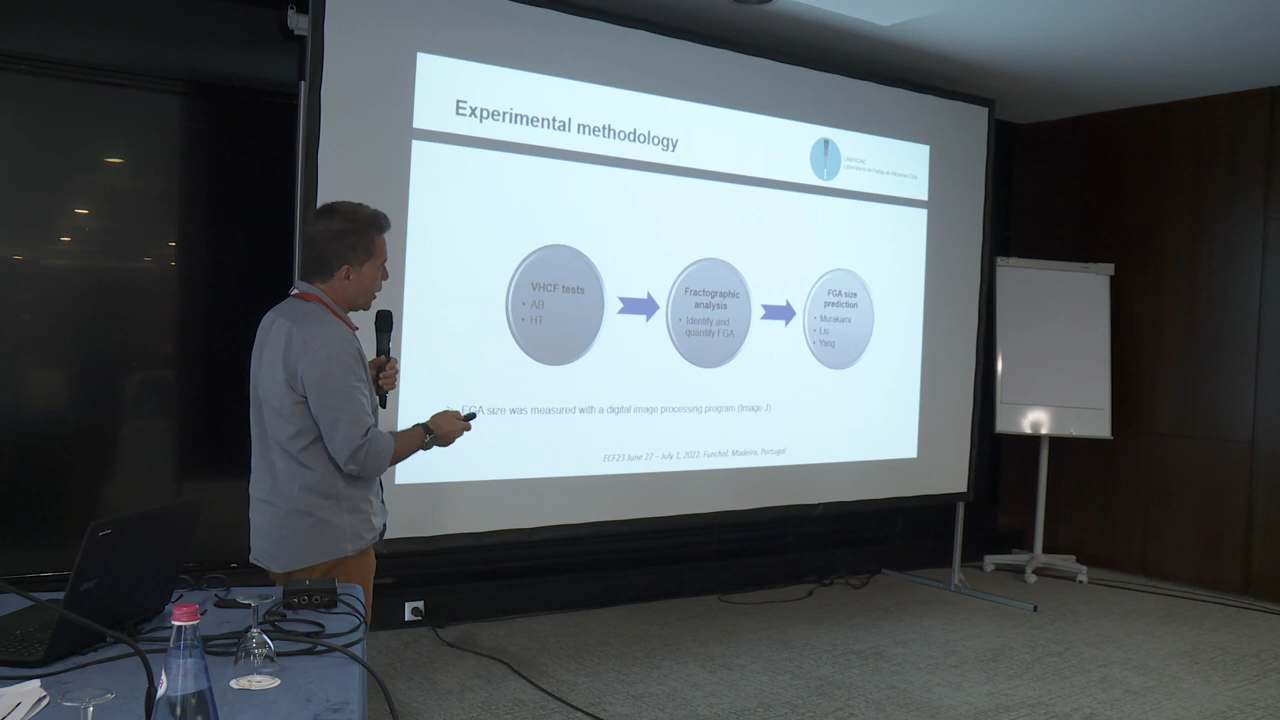 Experimental methodology
VHCF tests
• AB
• HT
Fractographic
analysis
• Identify and
quantify FGA
FGA size
prediction
• Murakami
• Liu
• Yang
FGA size was measured with a digital image processing program (Image J)
ECF23 June 27 – July 1, 2022. Funchal, Madeira, Portugal